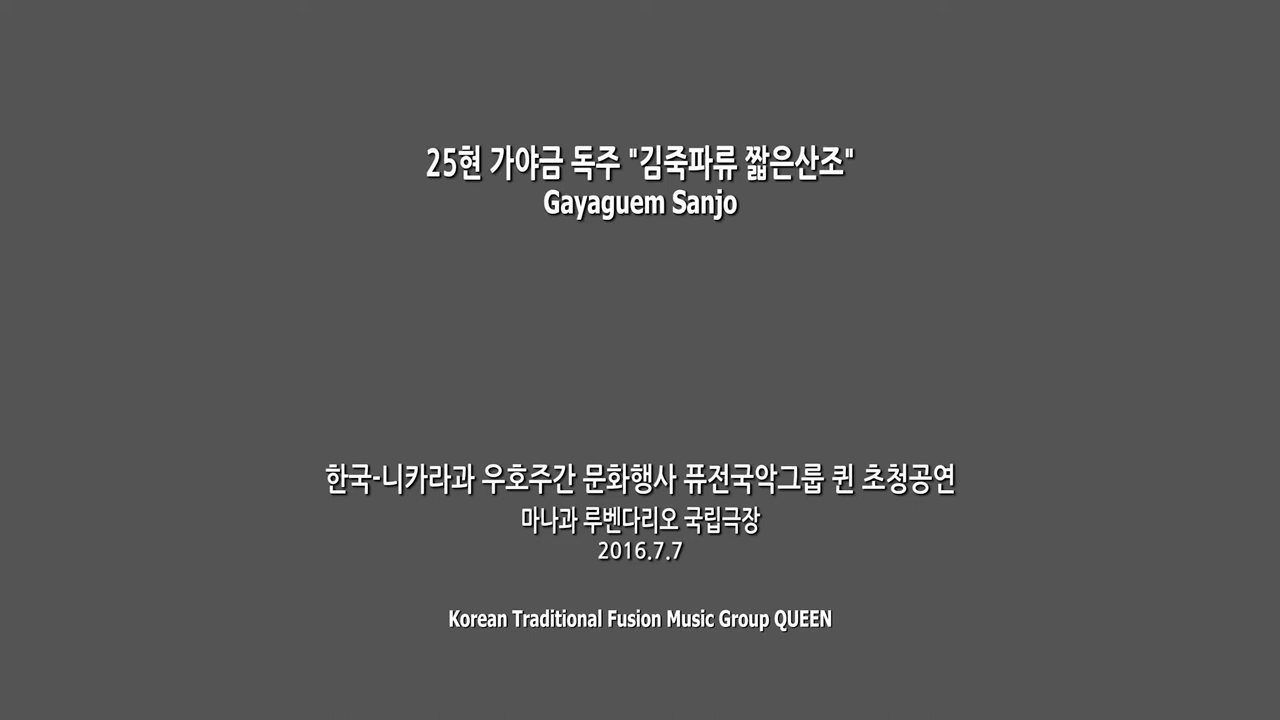 25현 가야금 독주 "김죽파류 짧은산조"
Gayaguem Sanjo
한국-니카라과 우호주간 문화행사 퓨전국악그룹 퀸 초청공연
마나과 루벤다리오 국립극장
2016.7.7
Korean Traditional Fusion Music Group QUEEN